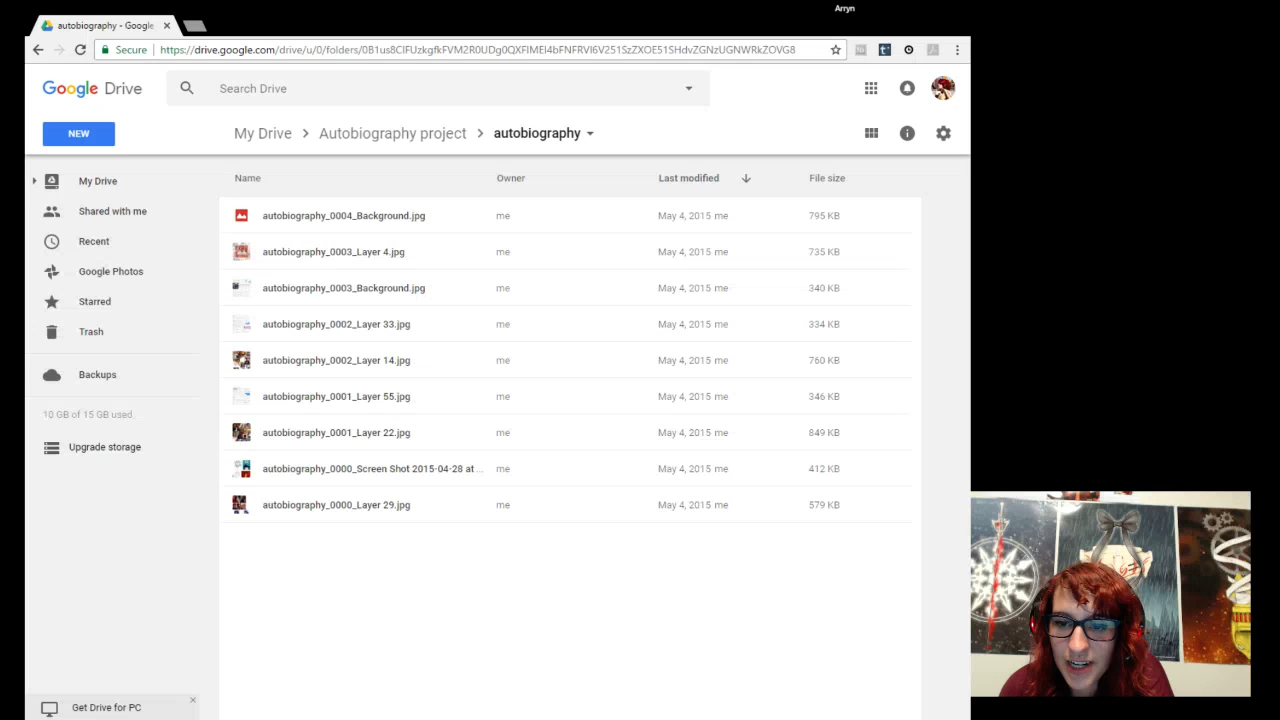 Arryn
autobiography - Google
Secure https://drive.google.com/drive/u/0/folders/0B1us8CIFUzkgfkFVM2R0UDg0QXFIMEl4bFNFRVl6V251SzZXOE51SHdvZGNzUGNWRkZOVG8
Google Drive
Search Drive
NEW
My Drive > Autobiography project > autobiography
Name Owner Last modified File size
My Drive
Shared with me
Recent
Google Photos
Starred
Trash
Backups
10 GB of 15 GB used
Upgrade storage
autobiography_0004_Background.jpg me May 4, 2015 me 795 KB
autobiography_0003_Layer 4.jpg me May 4, 2015 me 735 KB
autobiography_0003_Background.jpg me May 4, 2015 me 340 KB
autobiography_0002_Layer 33.jpg me May 4, 2015 me 334 KB
autobiography_0002_Layer 14.jpg me May 4, 2015 me 760 KB
autobiography_0001_Layer 55.jpg me May 4, 2015 me 346 KB
autobiography_0001_Layer 22.jpg me May 4, 2015 me 849 KB
autobiography_0000_Screen Shot 2015-04-28 at ... me May 4, 2015 me 412 KB
autobiography_0000_Layer 29.jpg me May 4, 2015 me 579 KB
Get Drive for PC